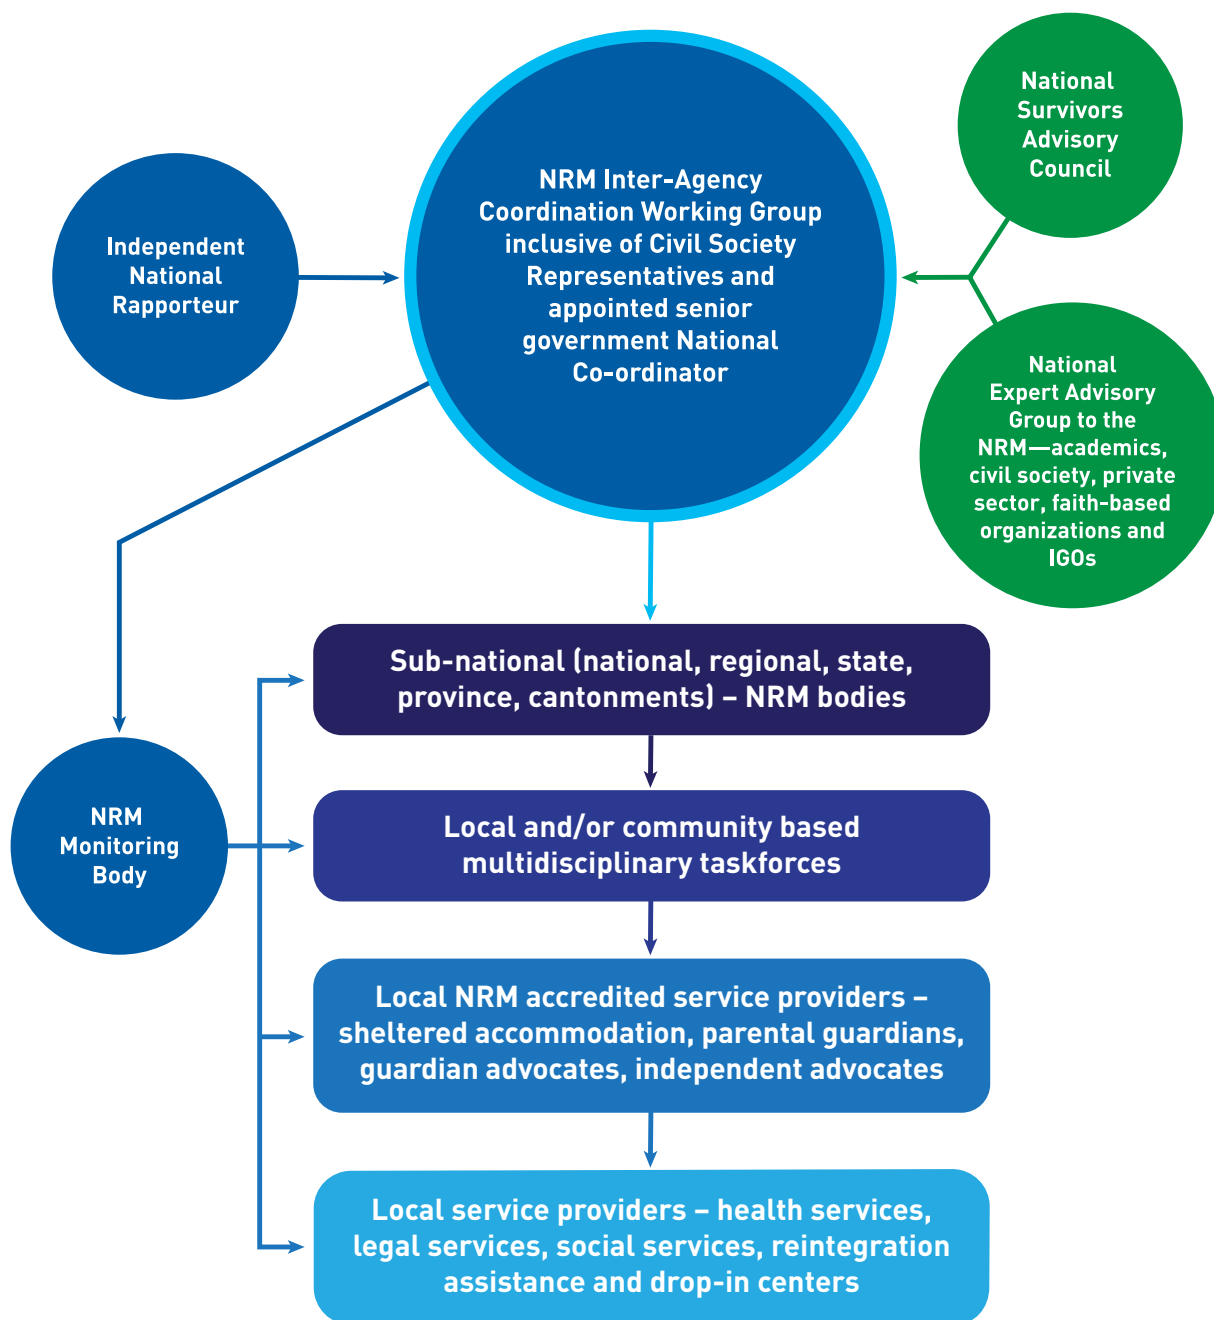 National
Survivors
Advisory
Council
NRM Inter-Agency
Coordination Working Group
inclusive of Civil Society
Representatives and
appointed senior
government National
Co-ordinator
Independent
National
Rapporteur
National
Expert Advisory
Group to the
NRM—academics,
civil society, private
sector, faith-based
organizations and
IGOs
Sub-national (national, regional, state,
province, cantonments) – NRM bodies
NRM
Monitoring
Body
Local and/or community based
multidisciplinary taskforces
Local NRM accredited service providers –
sheltered accommodation, parental guardians,
guardian advocates, independent advocates
Local service providers – health services,
legal services, social services, reintegration
assistance and drop-in centers